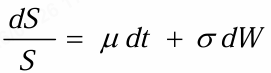 dS/S = μ dt + σ dW